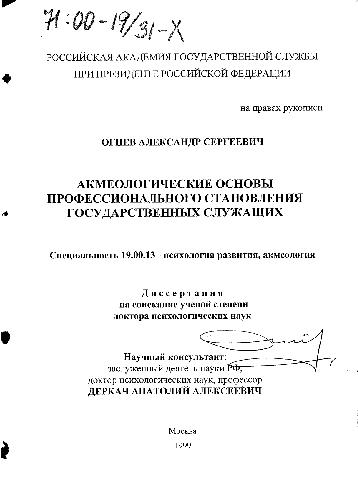 71:00-19/31-X
РОССИЙСКАЯ АКАДЕМИЯ ГОСУДАРСТВЕННОЙ СЛУЖБЫ
ПРИ ПРЕЗИДЕНТЕ РОССИЙСКОЙ ФЕДЕРАЦИИ
на правах рукописи
ОГНЕВ АЛЕКСАНДР СЕРГЕЕВИЧ
АКМЕОЛОГИЧЕСКИЕ ОСНОВЫ
ПРОФЕССИОНАЛЬНОГО СТАНОВЛЕНИЯ
ГОСУДАРСТВЕННЫХ СЛУЖАЩИХ
Специальность 19.00.13 - психология развития, акмеология
Диссертация
на соискание ученой степени
доктора психологических наук
Научный консультант:
заслуженный деятель науки РФ,
доктор психологических наук, профессор
ДЕРКАЧ АНАТОЛИЙ АЛЕКСЕЕВИЧ
Москва